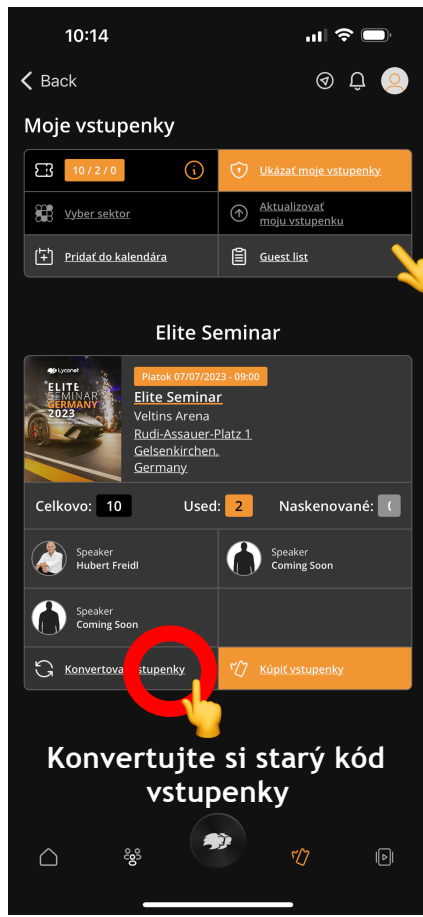 10:14
Back
Moje vstupenky
10 / 2 / 0
Ukázať moje vstupenky
Vyber sektor
Aktualizovať
moju vstupenku
Pridať do kalendára
Guest list
Elite Seminar
Lyconet
ELITE
SEMINAR
GERMANY
2023
Piatok 07/07/2023 - 09:00
Elite Seminar
Veltins Arena
Rudi-Assauer-Platz 1
Gelsenkirchen,
Germany
Celkovo: 10 Used: 2 Naskenované:
Speaker
Hubert Freidl
Speaker
Coming Soon
Speaker
Coming Soon
Konvertovať vstupenky
Kúpiť vstupenky
Konvertujte si starý kód
vstupenky